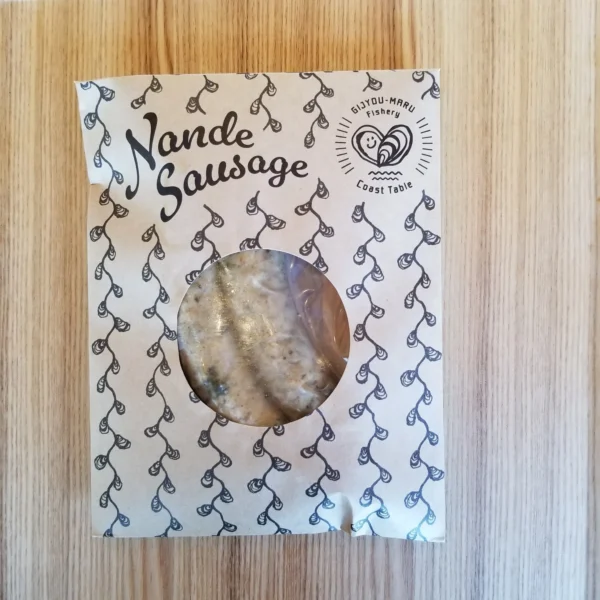 Nande
Sausage
GIJYOU-MARU
Fishery
Coast Table